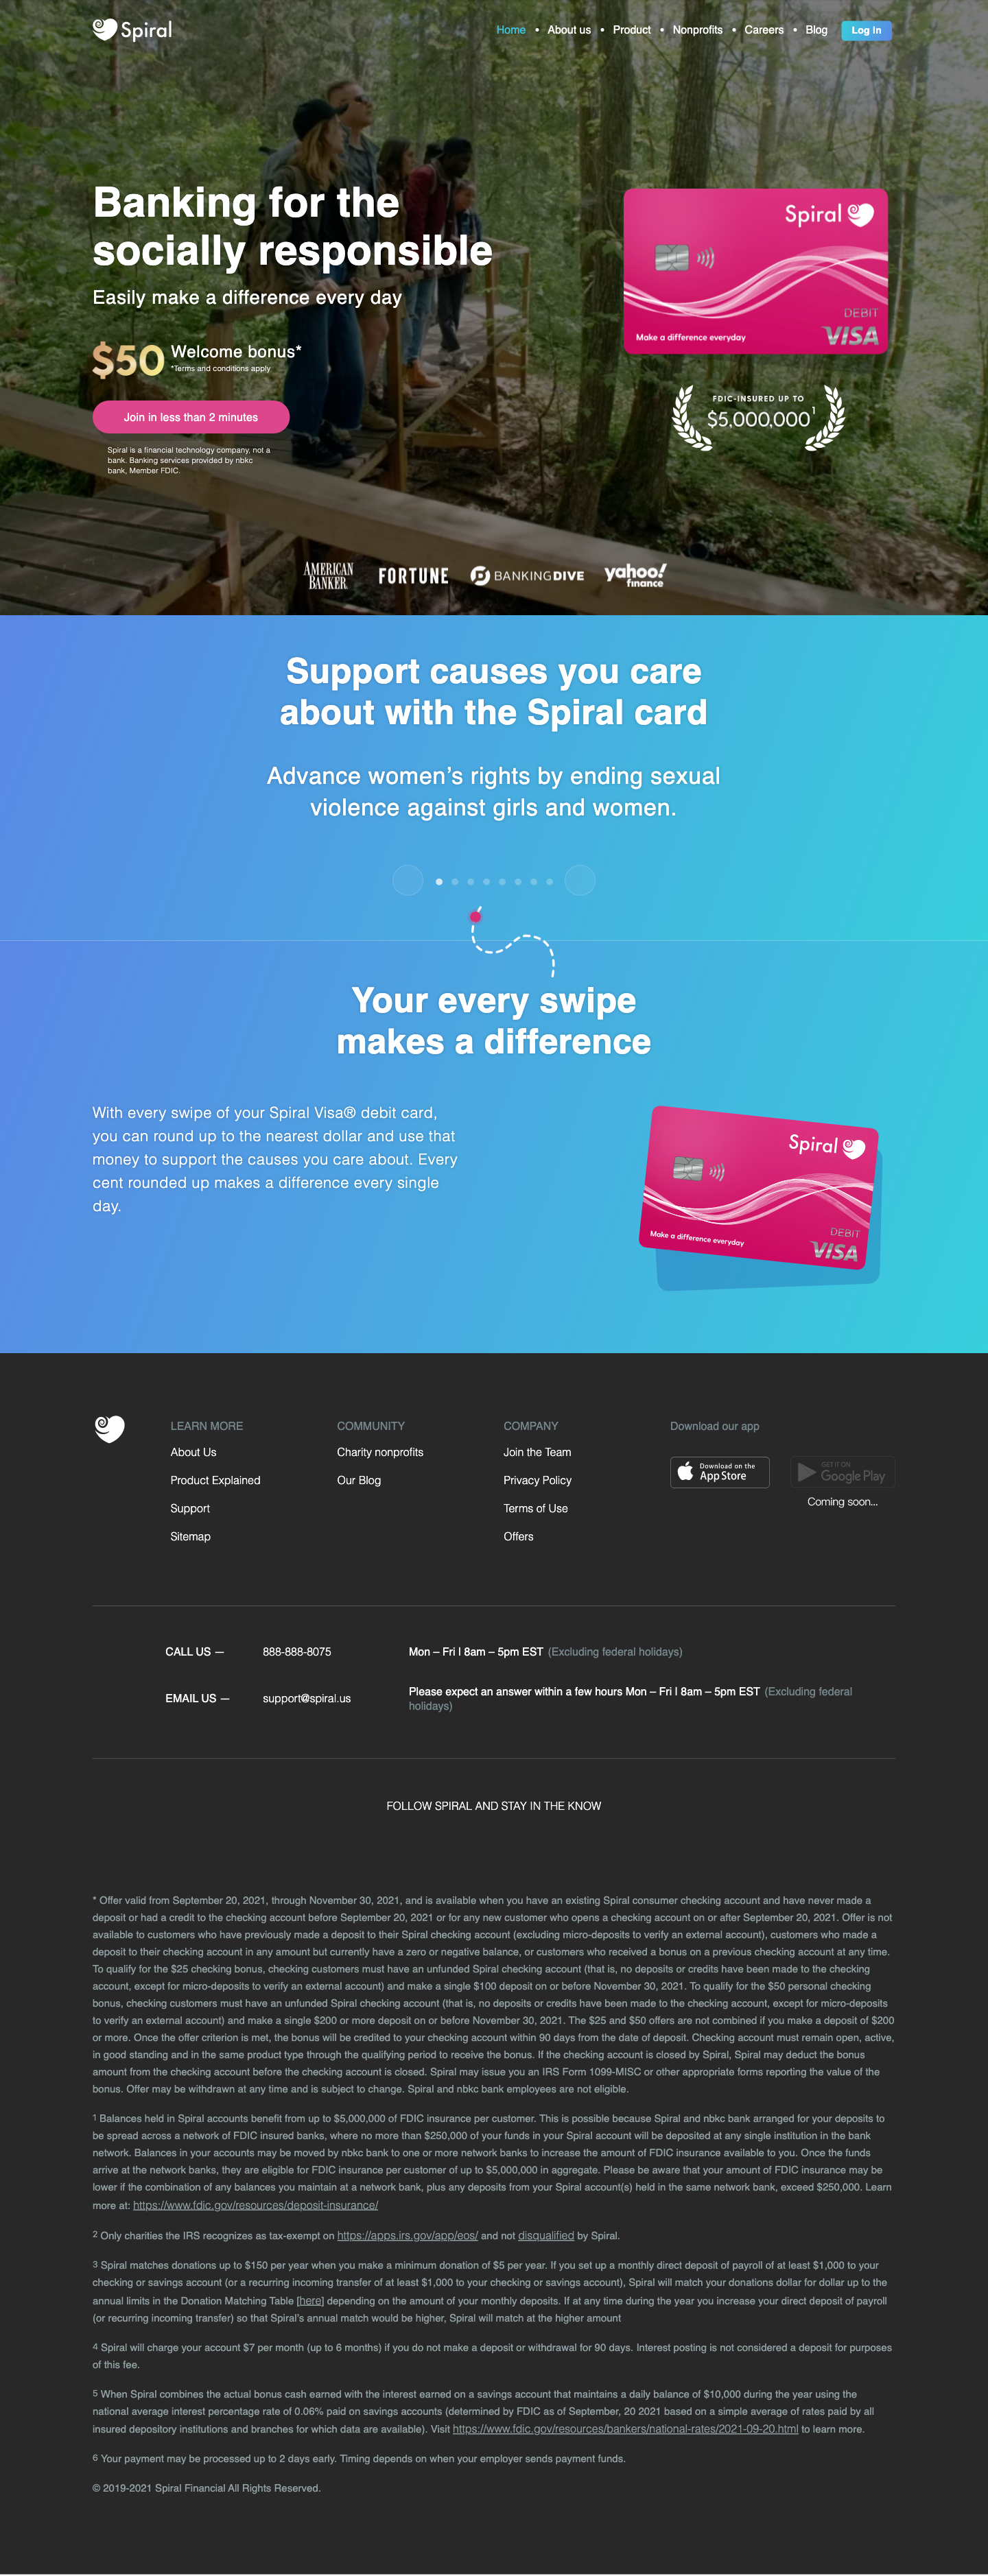 Spiral
Home • About us • Product • Nonprofits • Careers • Blog Log In
Banking for the
socially responsible
Easily make a difference every day
$50 Welcome bonus*
*Terms and conditions apply
Join in less than 2 minutes
Spiral is a financial technology company, not a
bank. Banking services provided by nbkc
bank, Member FDIC.
Spiral
DEBIT
Make a difference everyday VISA
FDIC-INSURED UP TO
$5,000,000 1
AMERICAN BANKER FORTUNE BANKINGDIVE yahoo! finance
Support causes you care
about with the Spiral card
Advance women’s rights by ending sexual
violence against girls and women.
Your every swipe
makes a difference
With every swipe of your Spiral Visa® debit card,
you can round up to the nearest dollar and use that
money to support the causes you care about. Every
cent rounded up makes a difference every single
day.
Spiral
DEBIT
Make a difference everyday VISA
LEARN MORE
About Us
Product Explained
Support
Sitemap
COMMUNITY
Charity nonprofits
Our Blog
COMPANY
Join the Team
Privacy Policy
Terms of Use
Offers
Download our app
Download on the
App Store
GET IT ON
Google Play
Coming soon...
CALL US — 888-888-8075 Mon – Fri | 8am – 5pm EST (Excluding federal holidays)
EMAIL US — support@spiral.us Please expect an answer within a few hours Mon – Fri | 8am – 5pm EST (Excluding federal
holidays)
FOLLOW SPIRAL AND STAY IN THE KNOW
* Offer valid from September 20, 2021, through November 30, 2021, and is available when you have an existing Spiral consumer checking account and have never made a
deposit or had a credit to the checking account before September 20, 2021 or for any new customer who opens a checking account on or after September 20, 2021. Offer is not
available to customers who have previously made a deposit to their Spiral checking account (excluding micro-deposits to verify an external account), customers who made a
deposit to their checking account in any amount but currently have a zero or negative balance, or customers who received a bonus on a previous checking account at any time.
To qualify for the $25 checking bonus, checking customers must have an unfunded Spiral checking account (that is, no deposits or credits have been made to the checking
account, except for micro-deposits to verify an external account) and make a single $100 deposit on or before November 30, 2021. To qualify for the $50 personal checking
bonus, checking customers must have an unfunded Spiral checking account (that is, no deposits or credits have been made to the checking account, except for micro-deposits
to verify an external account) and make a single $200 or more deposit on or before November 30, 2021. The $25 and $50 offers are not combined if you make a deposit of $200
or more. Once the offer criterion is met, the bonus will be credited to your checking account within 90 days from the date of deposit. Checking account must remain open, active,
in good standing and in the same product type through the qualifying period to receive the bonus. If the checking account is closed by Spiral, Spiral may deduct the bonus
amount from the checking account before the checking account is closed. Spiral may issue you an IRS Form 1099-MISC or other appropriate forms reporting the value of the
bonus. Offer may be withdrawn at any time and is subject to change. Spiral and nbkc bank employees are not eligible.
1 Balances held in Spiral accounts benefit from up to $5,000,000 of FDIC insurance per customer. This is possible because Spiral and nbkc bank arranged for your deposits to
be spread across a network of FDIC insured banks, where no more than $250,000 of your funds in your Spiral account will be deposited at any single institution in the bank
network. Balances in your accounts may be moved by nbkc bank to one or more network banks to increase the amount of FDIC insurance available to you. Once the funds
arrive at the network banks, they are eligible for FDIC insurance per customer of up to $5,000,000 in aggregate. Please be aware that your amount of FDIC insurance may be
lower if the combination of any balances you maintain at a network bank, plus any deposits from your Spiral account(s) held in the same network bank, exceed $250,000. Learn
more at: https://www.fdic.gov/resources/deposit-insurance/
2 Only charities the IRS recognizes as tax-exempt on https://apps.irs.gov/app/eos/ and not disqualified by Spiral.
3 Spiral matches donations up to $150 per year when you make a minimum donation of $5 per year. If you set up a monthly direct deposit of payroll of at least $1,000 to your
checking or savings account (or a recurring incoming transfer of at least $1,000 to your checking or savings account), Spiral will match your donations dollar for dollar up to the
annual limits in the Donation Matching Table [here] depending on the amount of your monthly deposits. If at any time during the year you increase your direct deposit of payroll
(or recurring incoming transfer) so that Spiral’s annual match would be higher, Spiral will match at the higher amount
4 Spiral will charge your account $7 per month (up to 6 months) if you do not make a deposit or withdrawal for 90 days. Interest posting is not considered a deposit for purposes
of this fee.
5 When Spiral combines the actual bonus cash earned with the interest earned on a savings account that maintains a daily balance of $10,000 during the year using the
national average interest percentage rate of 0.06% paid on savings accounts (determined by FDIC as of September, 20 2021 based on a simple average of rates paid by all
insured depository institutions and branches for which data are available). Visit https://www.fdic.gov/resources/bankers/national-rates/2021-09-20.html to learn more.
6 Your payment may be processed up to 2 days early. Timing depends on when your employer sends payment funds.
© 2019-2021 Spiral Financial All Rights Reserved.